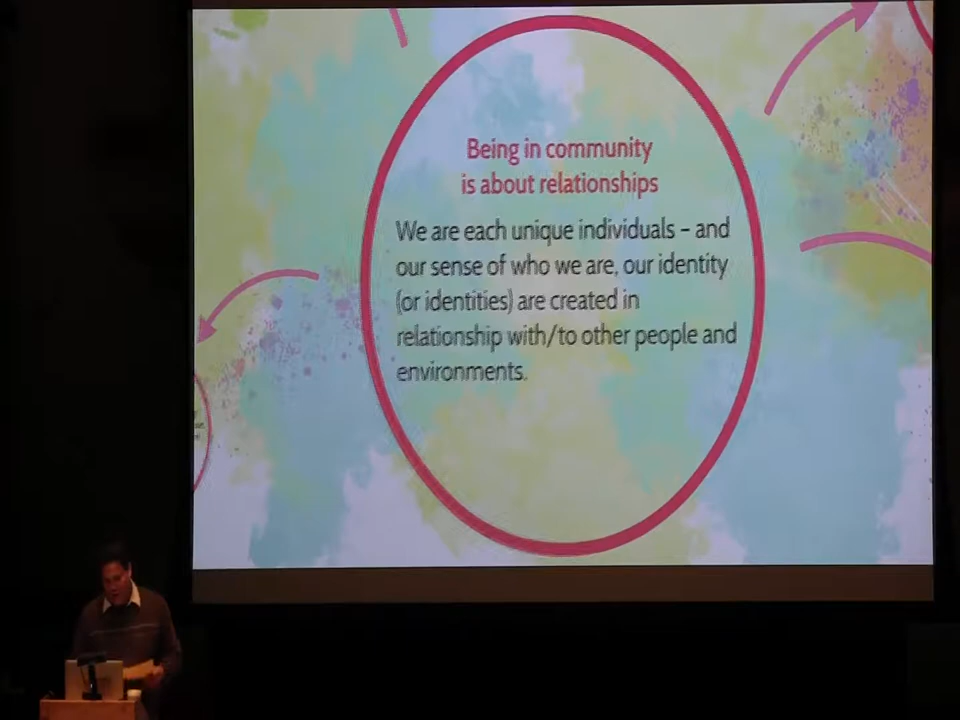 Being in community
is about relationships
We are each unique individuals – and
our sense of who we are, our identity
(or identities) are created in
relationship with/to other people and
environments.